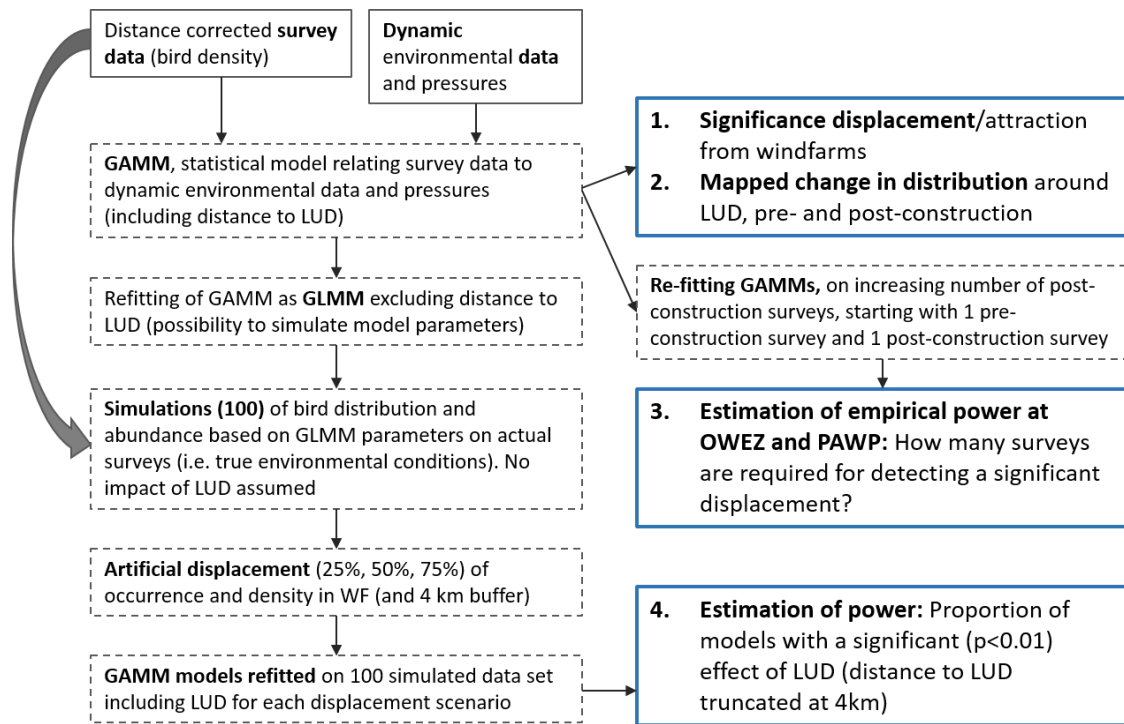 Distance corrected survey
data (bird density)
Dynamic
environmental data
and pressures
GAMM, statistical model relating survey data to
dynamic environmental data and pressures
(including distance to LUD)
1. Significance displacement/attraction
from windfarms
2. Mapped change in distribution around
LUD, pre- and post-construction
Refitting of GAMM as GLMM excluding distance to
LUD (possibility to simulate model parameters)
Re-fitting GAMMs, on increasing number of post-
construction surveys, starting with 1 pre-
construction survey and 1 post-construction survey
Simulations (100) of bird distribution and
abundance based on GLMM parameters on actual
surveys (i.e. true environmental conditions). No
impact of LUD assumed
3. Estimation of empirical power at
OWEZ and PAWP: How many surveys
are required for detecting a significant
displacement?
Artificial displacement (25%, 50%, 75%) of
occurrence and density in WF (and 4 km buffer)
GAMM models refitted on 100 simulated data set
including LUD for each displacement scenario
4. Estimation of power: Proportion of
models with a significant (p<0.01)
effect of LUD (distance to LUD
truncated at 4km)